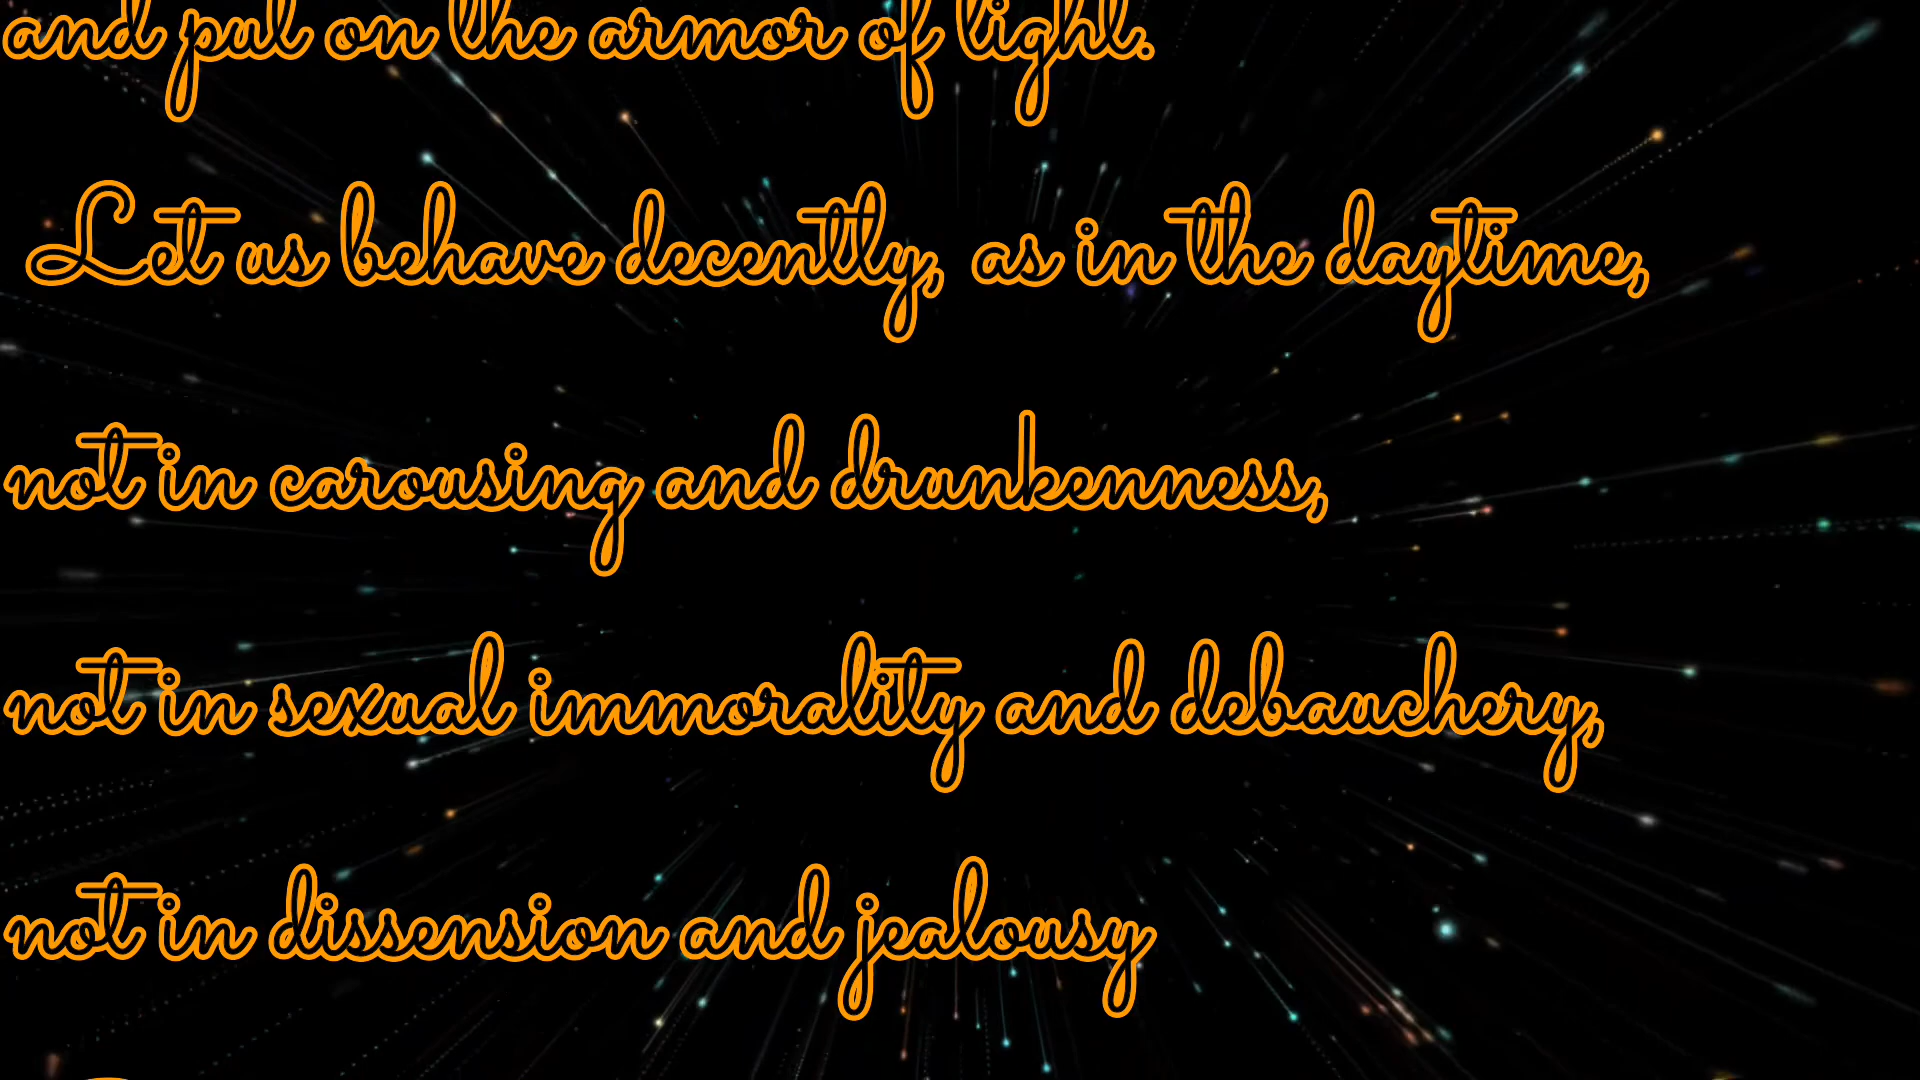 and put on the armor of light.
Let us behave decently, as in the daytime,
not in carousing and drunkenness,
not in sexual immorality and debauchery,
not in dissension and jealousy